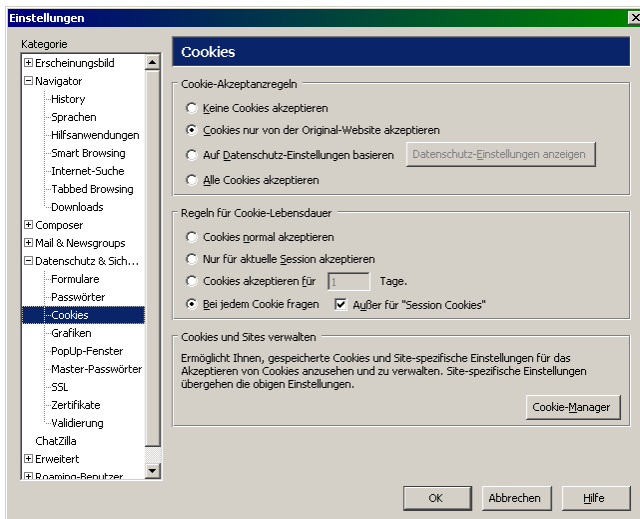 Einstellungen
Kategorie
Erscheinungsbild
Navigator
History
Sprachen
Hilfsanwendungen
Smart Browsing
Internet-Suche
Tabbed Browsing
Downloads
Composer
Mail & Newsgroups
Datenschutz & Sich...
Formulare
Passwörter
Cookies
Grafiken
PopUp-Fenster
Master-Passwörter
SSL
Zertifikate
Validierung
ChatZilla
Erweitert
Roaming-Benutzer
Cookies
Cookie-Akzeptanzregeln
Keine Cookies akzeptieren
Cookies nur von der Original-Website akzeptieren
Auf Datenschutz-Einstellungen basieren Datenschutz-Einstellungen anzeigen
Alle Cookies akzeptieren
Regeln für Cookie-Lebensdauer
Cookies normal akzeptieren
Nur für aktuelle Session akzeptieren
Cookies akzeptieren für 1 Tage.
Bei jedem Cookie fragen Außer für "Session Cookies"
Cookies und Sites verwalten
Ermöglicht Ihnen, gespeicherte Cookies und Site-spezifische Einstellungen für das
Akzeptieren von Cookies anzusehen und zu verwalten. Site-spezifische Einstellungen
übergehen die obigen Einstellungen.
Cookie-Manager
OK Abbrechen Hilfe